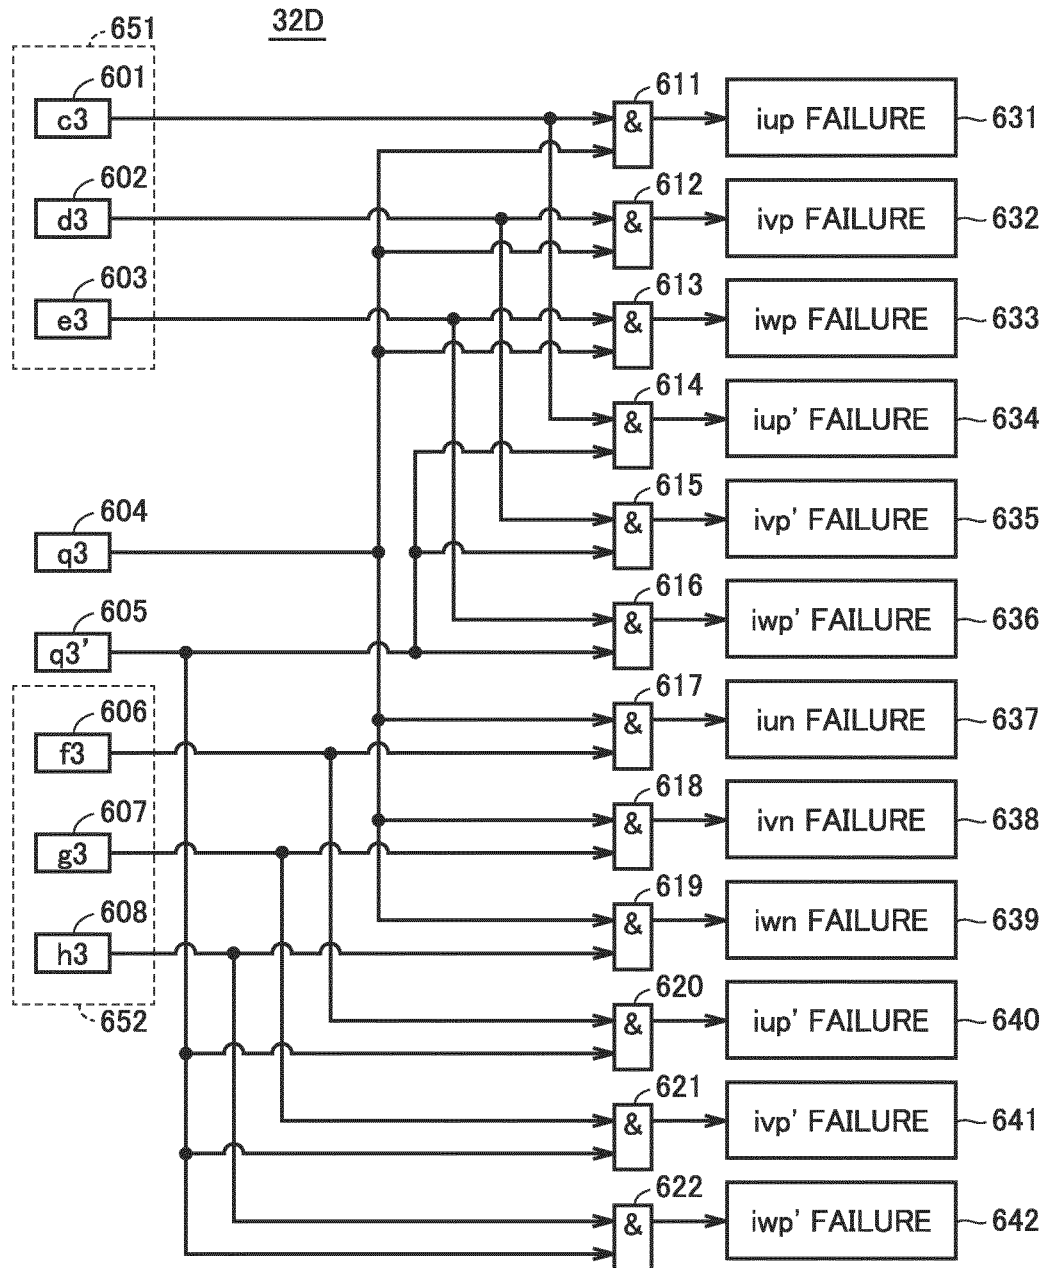 32D
651
601
c3
611
&
iup FAILURE
631
602
d3
612
&
ivp FAILURE
632
603
e3
613
&
iwp FAILURE
633
614
&
iup' FAILURE
634
604
q3
615
&
ivp' FAILURE
635
605
q3'
616
&
iwp' FAILURE
636
606
f3
617
&
iun FAILURE
637
607
g3
618
&
ivn FAILURE
638
608
h3
619
&
iwn FAILURE
639
652
620
&
iup' FAILURE
640
621
&
ivp' FAILURE
641
622
&
iwp' FAILURE
642